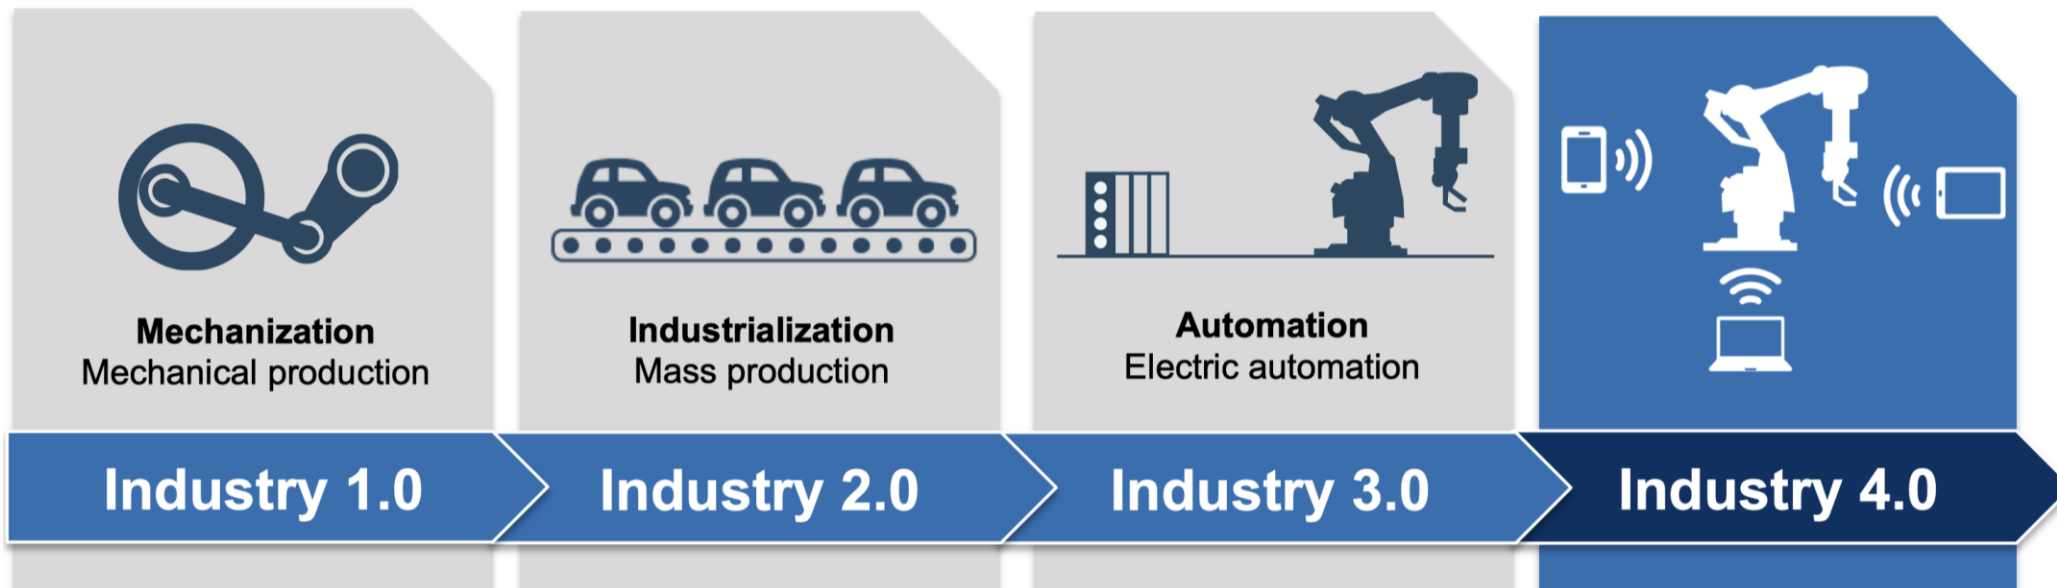 Mechanization
Mechanical production
Industrialization
Mass production
Automation
Electric automation
Industry 1.0
Industry 2.0
Industry 3.0
Industry 4.0